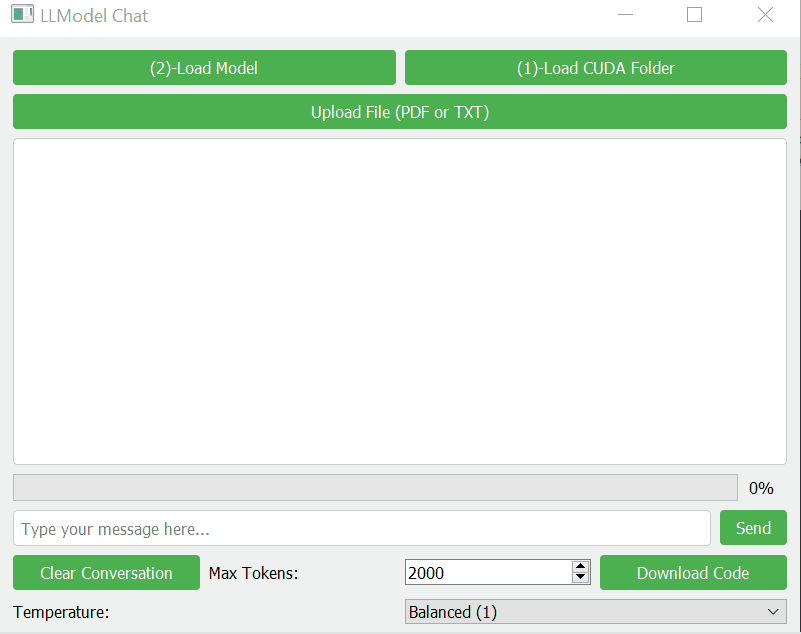 LLModel Chat
(2)-Load Model (1)-Load CUDA Folder
Upload File (PDF or TXT)
0%
Type your message here... Send
Clear Conversation Max Tokens: 2000 Download Code
Temperature: Balanced (1)